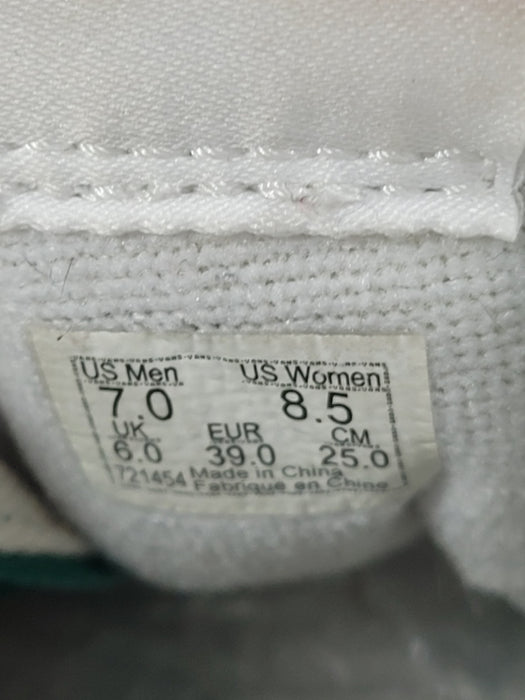 US Men US Women
7.0 8.5
UK EUR CM
6.0 39.0 25.0
721454 Made in China
Fabrique en Chine